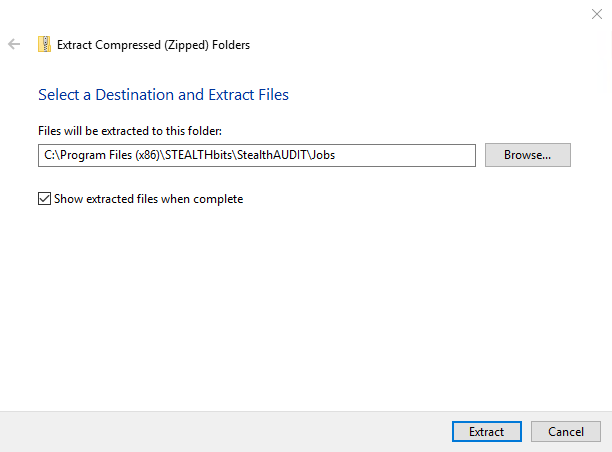 Extract Compressed (Zipped) Folders
Select a Destination and Extract Files
Files will be extracted to this folder:
C:\Program Files (x86)\STEALTHbits\StealthAUDIT\Jobs
Browse...
Show extracted files when complete
Extract
Cancel